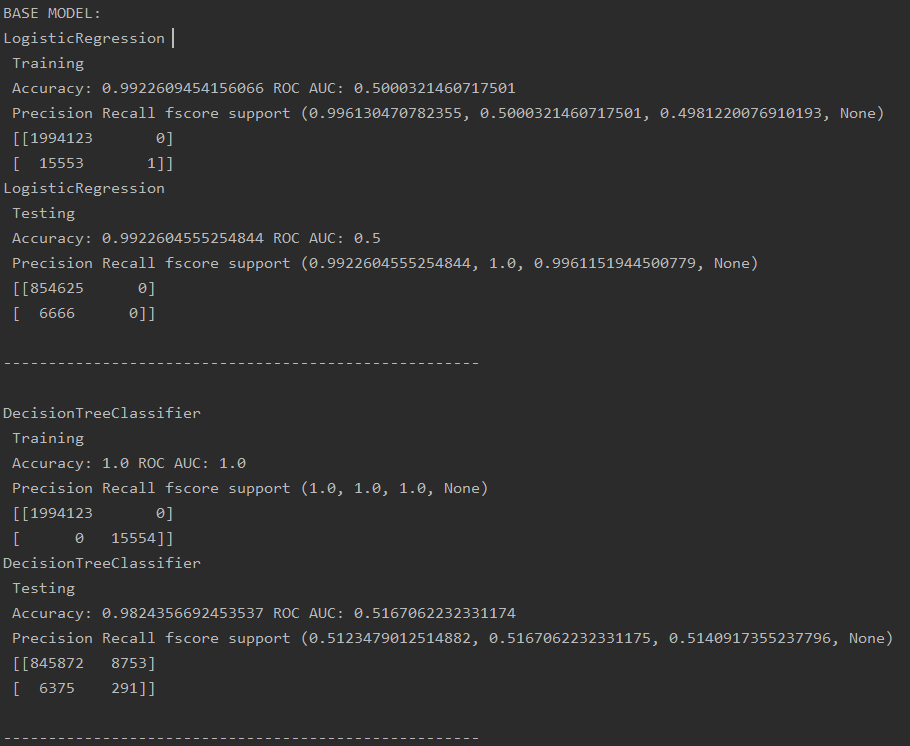 BASE MODEL:
LogisticRegression
Training
Accuracy: 0.9922609454156066 ROC AUC: 0.5000321460717501
Precision Recall fscore support (0.996130470782355, 0.5000321460717501, 0.4981220076910193, None)
[[1994123       0]
[  15553       1]]
LogisticRegression
Testing
Accuracy: 0.9922604555254844 ROC AUC: 0.5
Precision Recall fscore support (0.9922604555254844, 1.0, 0.9961151944500779, None)
[[854625      0]
[  6666      0]]
-----------------------------------------------------
DecisionTreeClassifier
Training
Accuracy: 1.0 ROC AUC: 1.0
Precision Recall fscore support (1.0, 1.0, 1.0, None)
[[1994123       0]
[      0   15554]]
DecisionTreeClassifier
Testing
Accuracy: 0.9824356692453537 ROC AUC: 0.5167062232331174
Precision Recall fscore support (0.5123479012514882, 0.5167062232331175, 0.5140917355237796, None)
[[845872   8753]
[  6375    291]]
-----------------------------------------------------